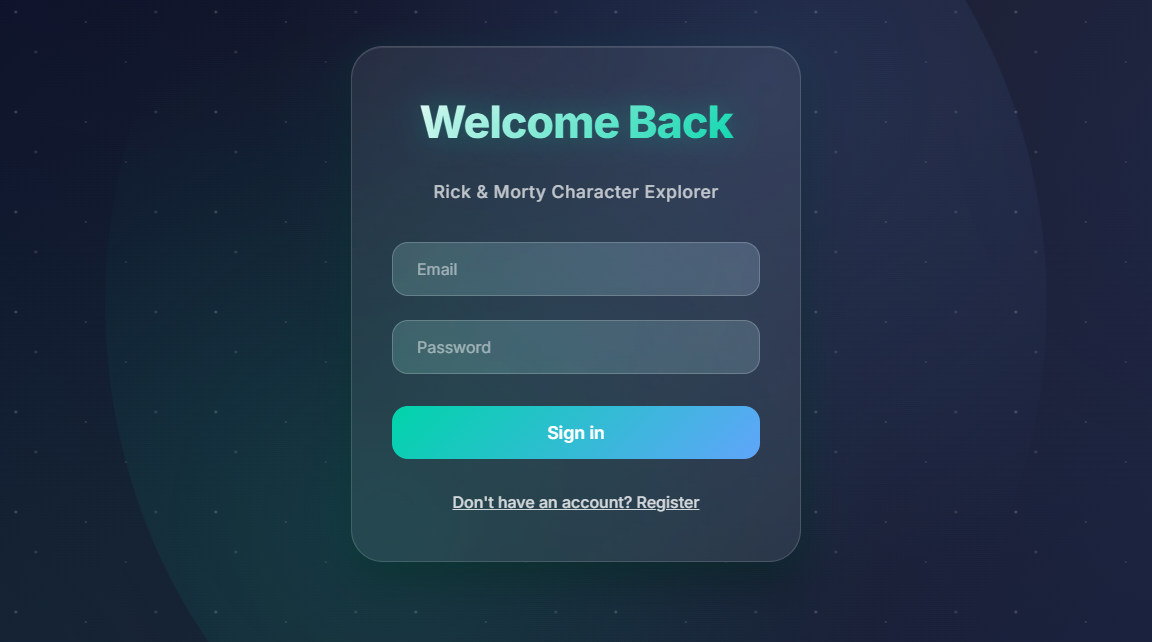 Welcome Back
Rick & Morty Character Explorer
Email
Password
Sign in
Don't have an account? Register